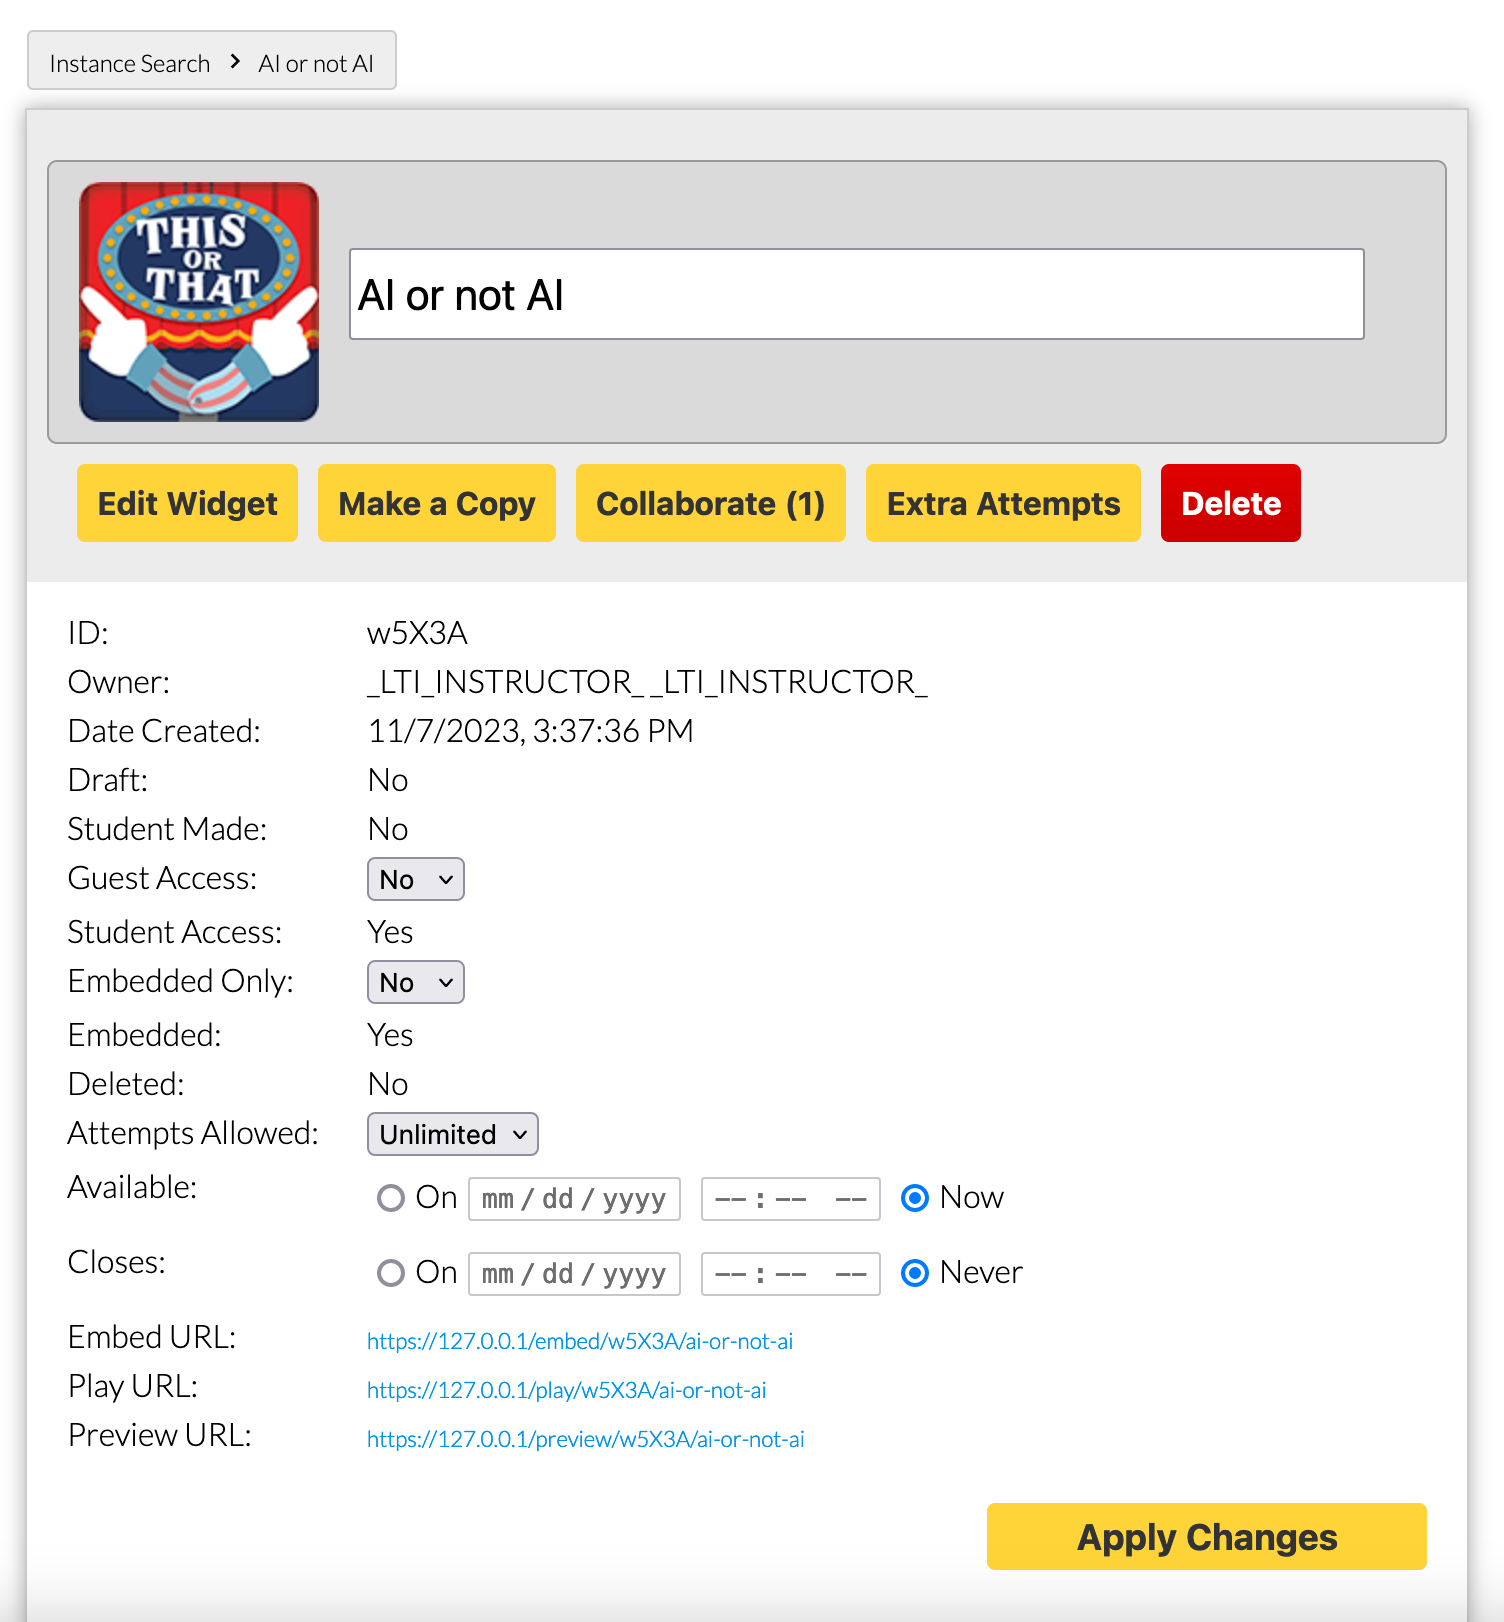 Instance Search > AI or not AI
THIS
OR
THAT
AI or not AI
Edit Widget Make a Copy Collaborate (1) Extra Attempts Delete
ID: w5X3A
Owner: _LTI_INSTRUCTOR_ _LTI_INSTRUCTOR_
Date Created: 11/7/2023, 3:37:36 PM
Draft: No
Student Made: No
Guest Access: No
Student Access: Yes
Embedded Only: No
Embedded: Yes
Deleted: No
Attempts Allowed: Unlimited
Available: On mm/dd/yyyy --:-- -- Now
Closes: On mm/dd/yyyy --:-- -- Never
Embed URL: https://127.0.0.1/embed/w5X3A/ai-or-not-ai
Play URL: https://127.0.0.1/play/w5X3A/ai-or-not-ai
Preview URL: https://127.0.0.1/preview/w5X3A/ai-or-not-ai
Apply Changes